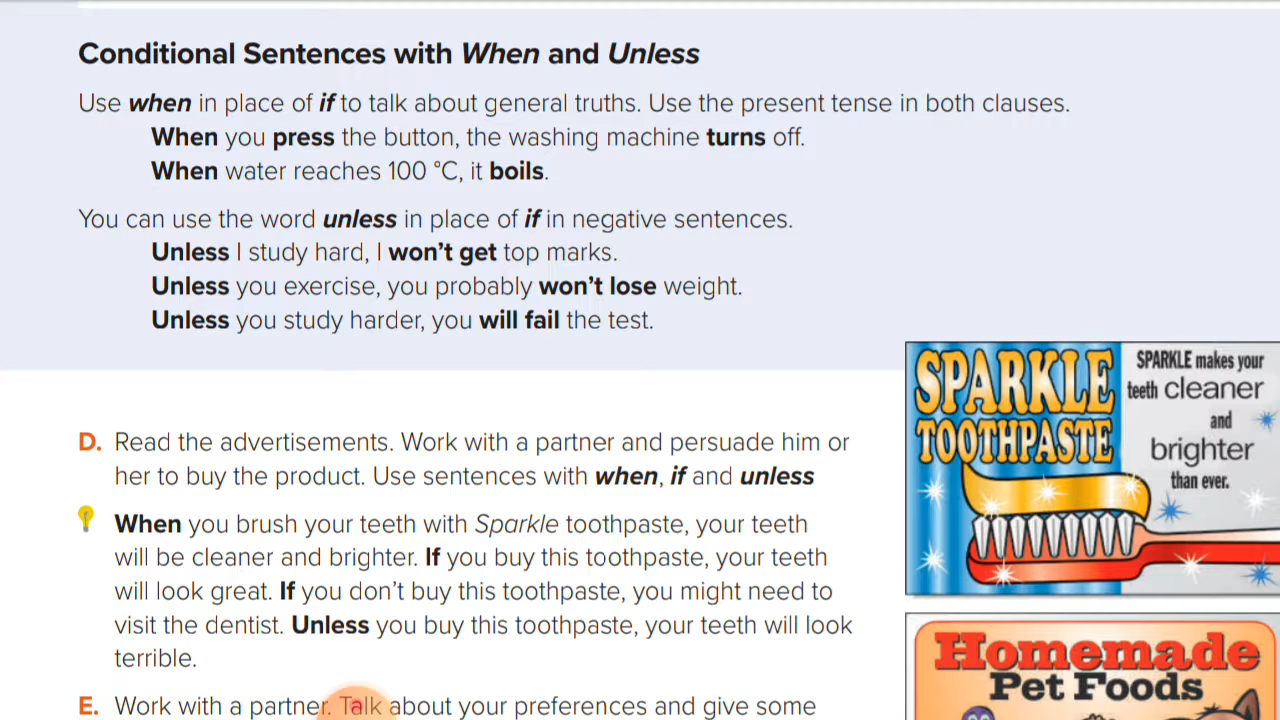 Conditional Sentences with When and Unless
Use when in place of if to talk about general truths. Use the present tense in both clauses.
When you press the button, the washing machine turns off.
When water reaches 100 °C, it boils.
You can use the word unless in place of if in negative sentences.
Unless I study hard, I won't get top marks.
Unless you exercise, you probably won't lose weight.
Unless you study harder, you will fail the test.
D. Read the advertisements. Work with a partner and persuade him or
her to buy the product. Use sentences with when, if and unless
When you brush your teeth with Sparkle toothpaste, your teeth
will be cleaner and brighter. If you buy this toothpaste, your teeth
will look great. If you don't buy this toothpaste, you might need to
visit the dentist. Unless you buy this toothpaste, your teeth will look
terrible.
E. Work with a partner. Talk about your preferences and give some
SPARKLE
TOOTHPASTE
SPARKLE makes your
teeth cleaner
and
brighter
than ever.
Homemade
Pet Foods